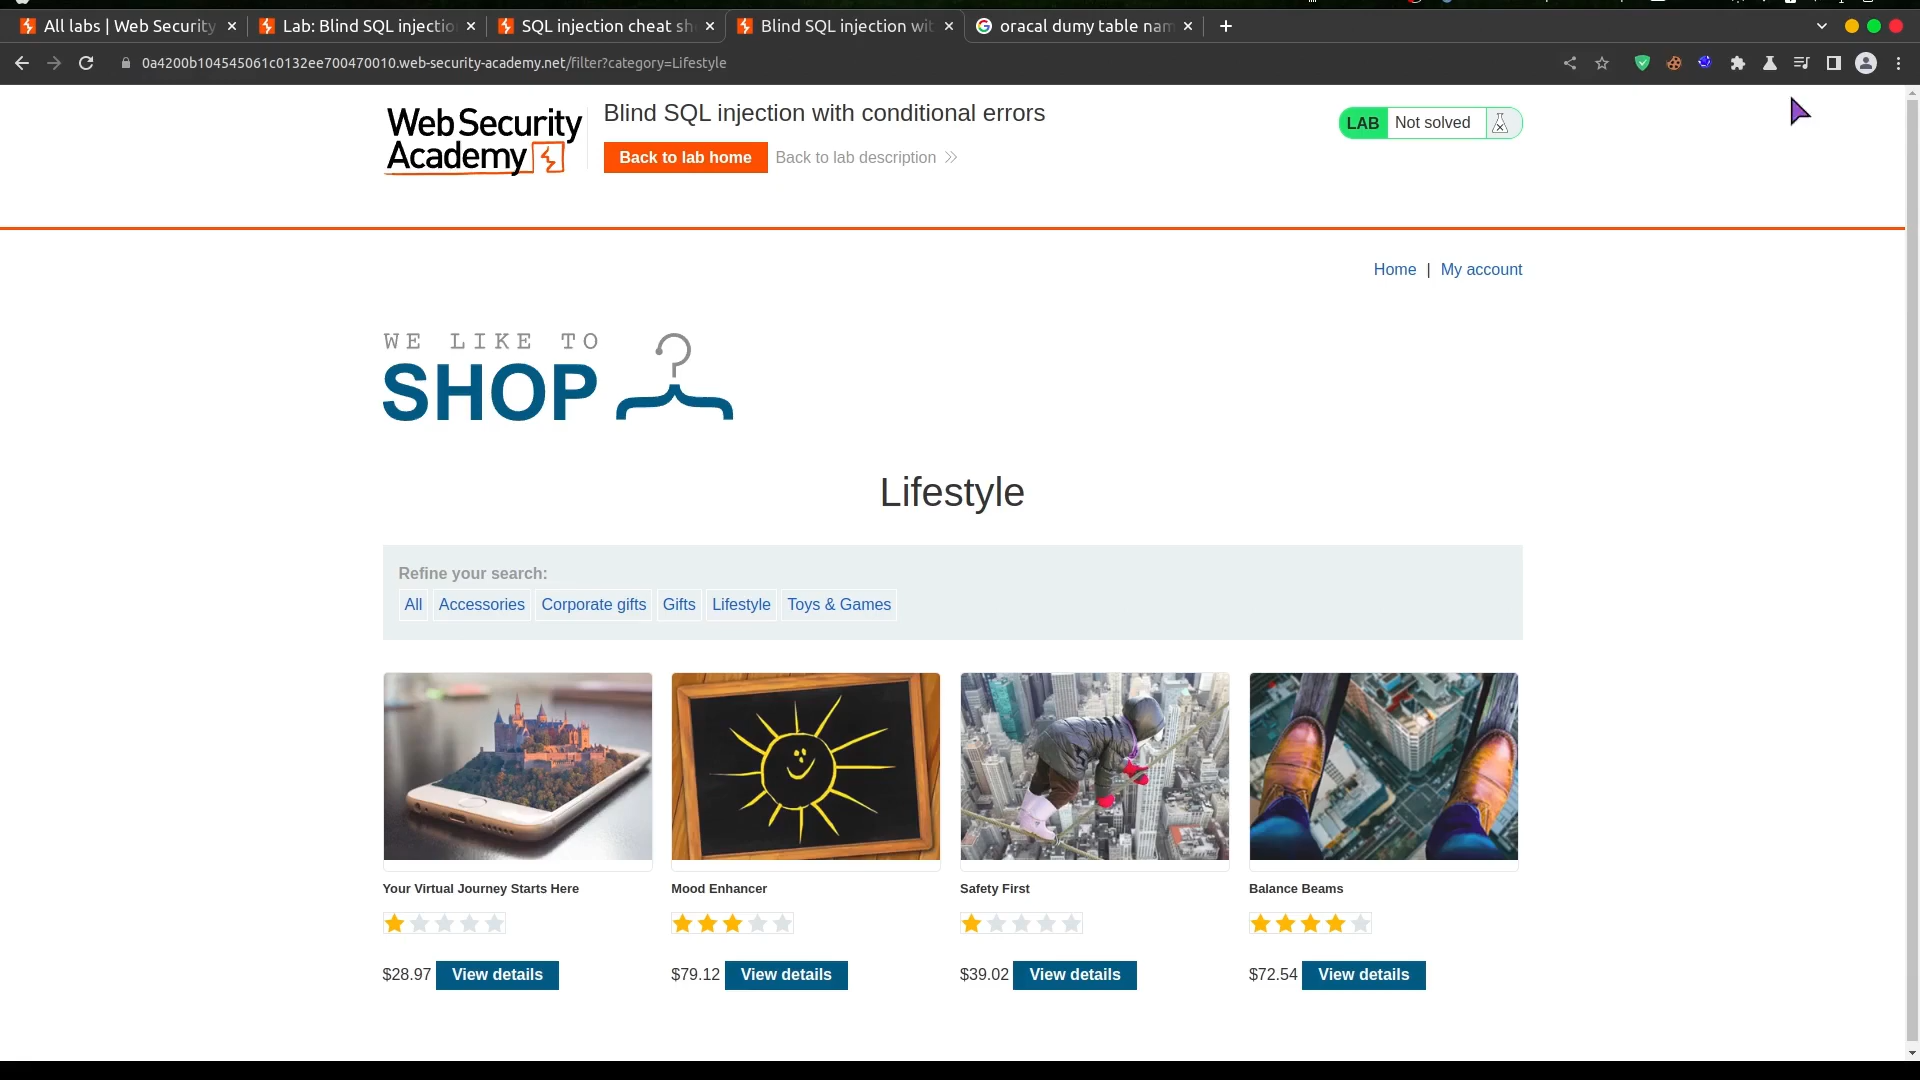 All labs | Web Security
Lab: Blind SQL injectio
SQL injection cheat sh
Blind SQL injection wit
oracal dumy table nam
0a4200b104545061c0132ee700470010.web-security-academy.net/filter?category=Lifestyle
WebSecurity
Academy
Blind SQL injection with conditional errors
Back to lab home
Back to lab description
LAB
Not solved
Home | My account
WE LIKE TO
SHOP
Lifestyle
Refine your search:
All Accessories Corporate gifts Gifts Lifestyle Toys & Games
Your Virtual Journey Starts Here
Mood Enhancer
Safety First
Balance Beams
$28.97 View details
$79.12 View details
$39.02 View details
$72.54 View details